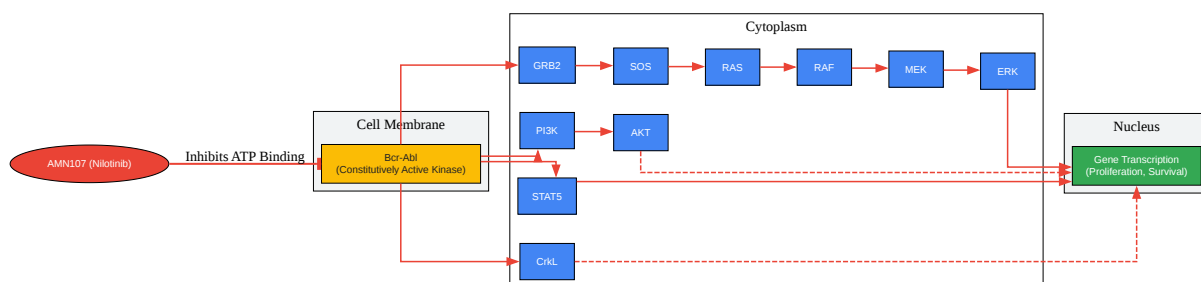 Cytoplasm
GRB2
SOS
RAS
RAF
MEK
ERK
Cell Membrane
PI3K
AKT
Nucleus
AMN107 (Nilotinib)
Inhibits ATP Binding
Bcr-Abl
(Constitutively Active Kinase)
Gene Transcription
(Proliferation, Survival)
STAT5
CrkL